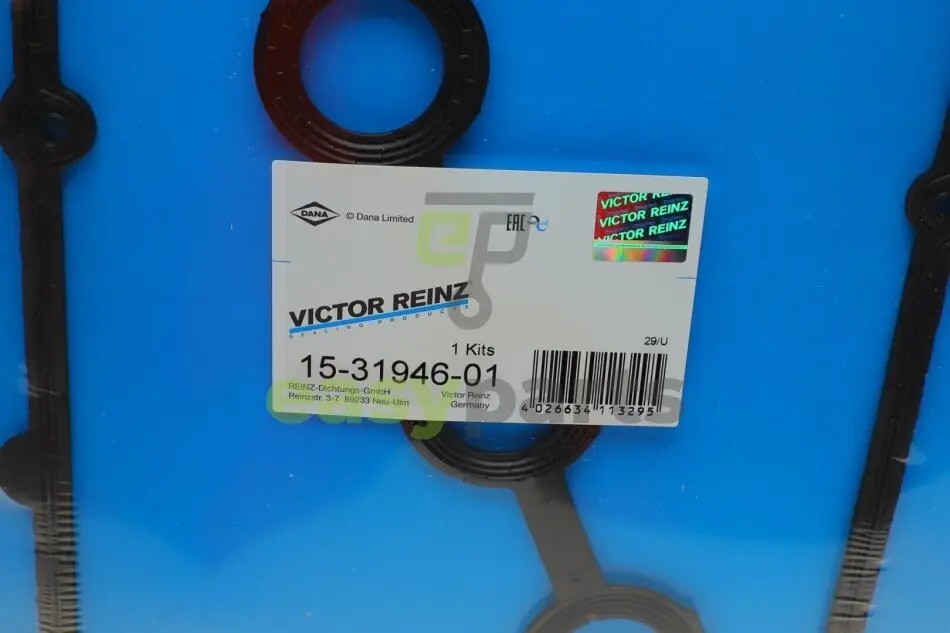 DANA
© Dana Limited
EAC
VICTOR REINZ
VICTOR REINZ
VICTOR REINZ
ep
VICTOR REINZ
SEALING PRODUCTS
1 Kits
29/U
15-31946-01
REINZ-Dichtungs-GmbH
Reinzstr. 3-7 89233 Neu-Ulm
Victor Reinz
Germany
4 026634 113295
easyparts